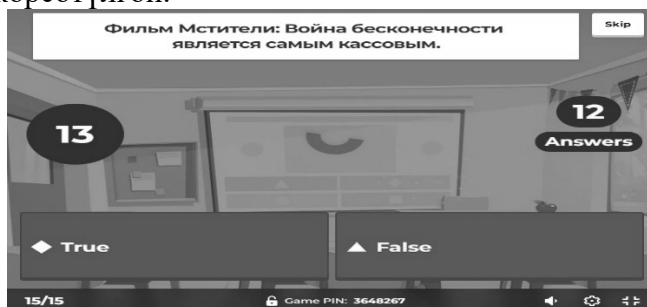 Фильм Мстители: Война бесконечности
является самым кассовым.
Skip
13
12
Answers
True
False
15/15
Game PIN: 3648267